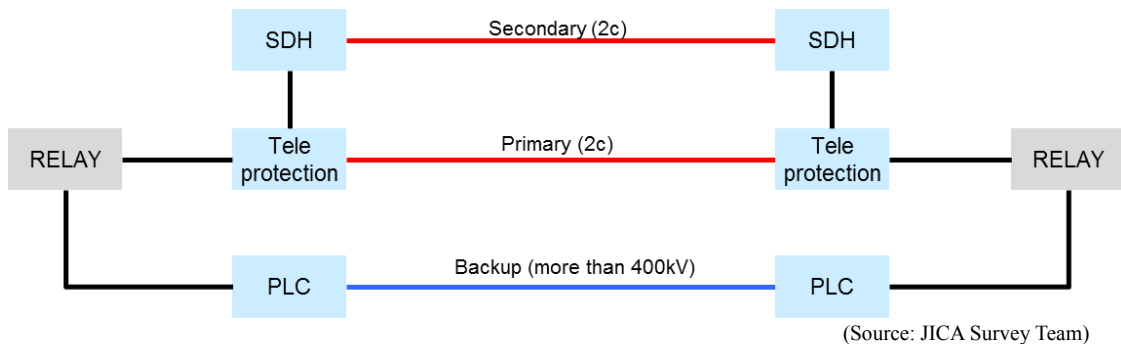 SDH
Secondary (2c)
SDH
RELAY
Tele
protection
Primary (2c)
Tele
protection
RELAY
PLC
Backup (more than 400kV)
PLC
(Source: JICA Survey Team)